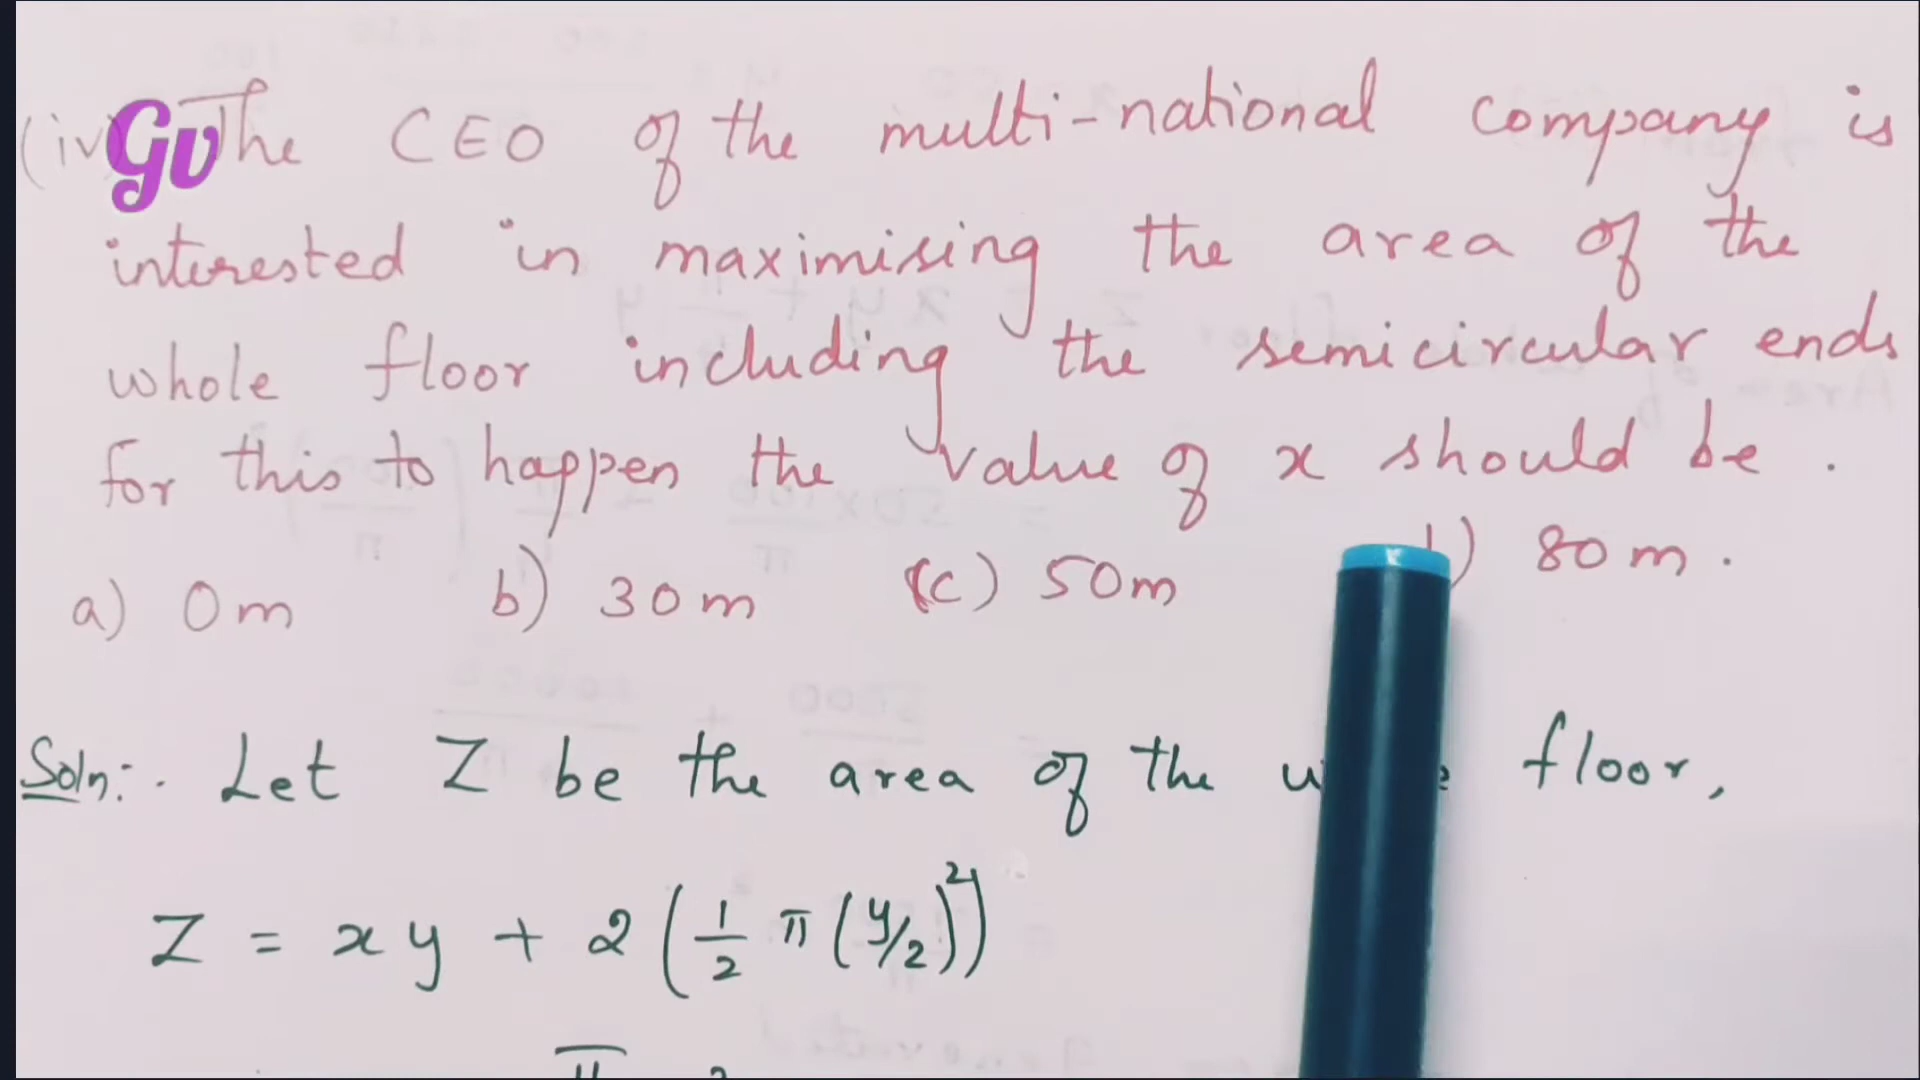 (iv) Gv The CEO of the multi-national company is
interested in maximising the area of the
whole floor including the semicircular ends
for this to happen the value of x should be .
a) 0m b) 30m (c) 50m ) 80m.
Soln:. Let Z be the area of the floor,
Z = xy + 2(1/2 π (y/2)²)